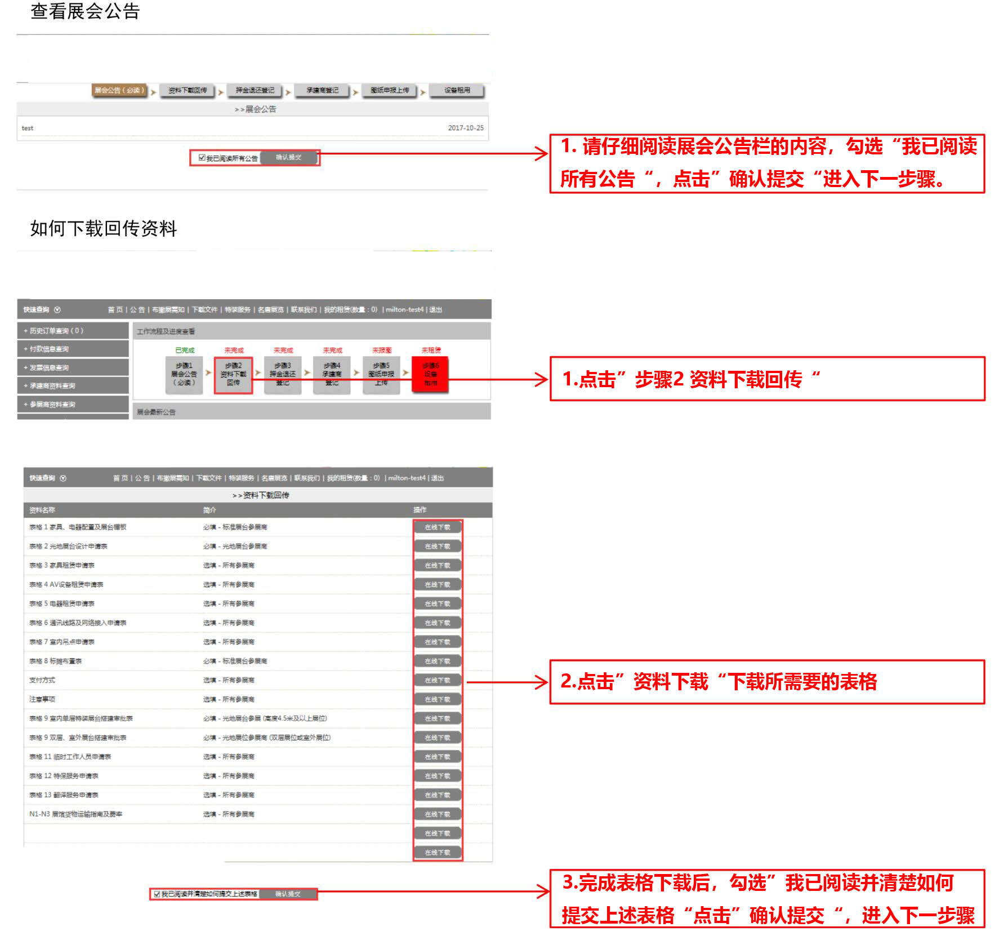 查看展会公告
展会公告（必读） 资料下载回传 押金退还登记 承建商登记 图纸申报上传 设备租用
>>展会公告
test 2017-10-25
我已阅读所有公告 确认提交
1. 请仔细阅读展会公告栏的内容，勾选“我已阅读
所有公告“，点击”确认提交“进入下一步骤。
如何下载回传资料
快速查询 首 页 | 公 告 | 布撤展需知 | 下载文件 | 特装服务 | 名唐展览 | 联系我们 | 我的租赁(数量：0) | milton-test4 | 退出
+ 历史订单查询 ( 0 )
+ 付款信息查询
+ 发票信息查询
+ 承建商资料查询
+ 参展商资料查询
工作流程及进度查看
已完成 未完成 未完成 未完成 未报图 未租赁
步骤1 步骤2 步骤3 步骤4 步骤5 步骤6
展会公告 资料下载 押金退还 承建商 图纸申报 设备
（必读） 回传 登记 登记 上传 租用
展会最新公告
1.点击”步骤2 资料下载回传“
快速查询 首 页 | 公 告 | 布撤展需知 | 下载文件 | 特装服务 | 名唐展览 | 联系我们 | 我的租赁(数量：0) | milton-test4 | 退出
>>资料下载回传
资料名称 简介 操作
表格 1 家具、电器配置及展台楣板 必填 - 标准展台参展商 在线下载
表格 2 光地展台设计申请表 必填 - 光地展台参展商 在线下载
表格 3 家具租赁申请表 选填 - 所有参展商 在线下载
表格 4 AV设备租赁申请表 选填 - 所有参展商 在线下载
表格 5 电器租赁申请表 选填 - 所有参展商 在线下载
表格 6 通讯线路及网络接入申请表 选填 - 所有参展商 在线下载
表格 7 室内吊点申请表 选填 - 所有参展商 在线下载
表格 8 标摊布置表 必填 - 标准展台参展商 在线下载
支付方式 选填 - 所有参展商 在线下载
注意事项 选填 - 所有参展商 在线下载
表格 9 室内单层特装展台搭建审批表 必填 - 光地展台参展 (高度4.5米及以上展位) 在线下载
表格 9 双层、室外展台搭建审批表 必填 - 光地展位参展商 (双层展位或室外展位) 在线下载
表格 11 临时工作人员申请表 选填 - 所有参展商 在线下载
表格 12 特保服务申请表 选填 - 所有参展商 在线下载
表格 13 翻译服务申请表 选填 - 所有参展商 在线下载
N1-N3 展馆货物运输指南及费率 选填 - 所有参展商 在线下载
在线下载
在线下载
2.点击”资料下载“下载所需要的表格
我已阅读并清楚如何提交上述表格 确认提交
3.完成表格下载后，勾选”我已阅读并清楚如何
提交上述表格“点击”确认提交“，进入下一步骤